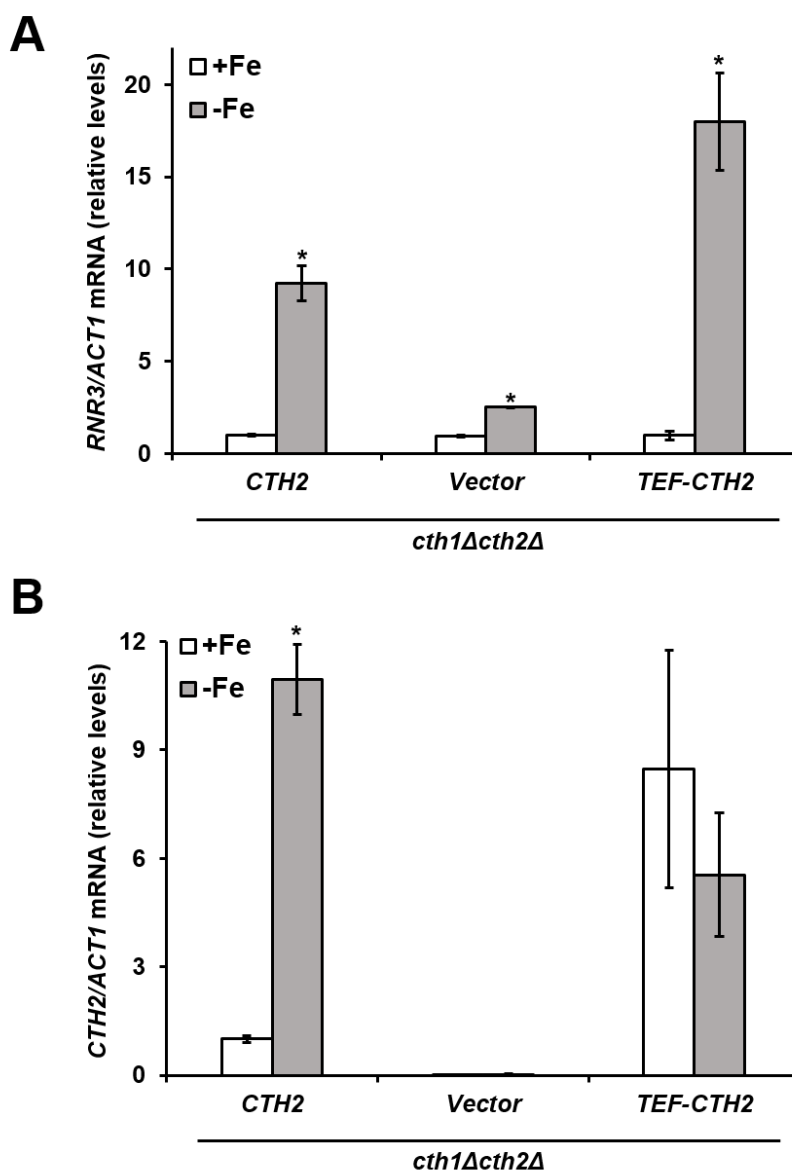 A
RNR3/ACT1 mRNA (relative levels)
+Fe
-Fe
20
15
10
5
0
*
*
*
CTH2
Vector
TEF-CTH2
cth1Δcth2Δ
B
CTH2/ACT1 mRNA (relative levels)
+Fe
-Fe
12
9
6
3
0
*
CTH2
Vector
TEF-CTH2
cth1Δcth2Δ